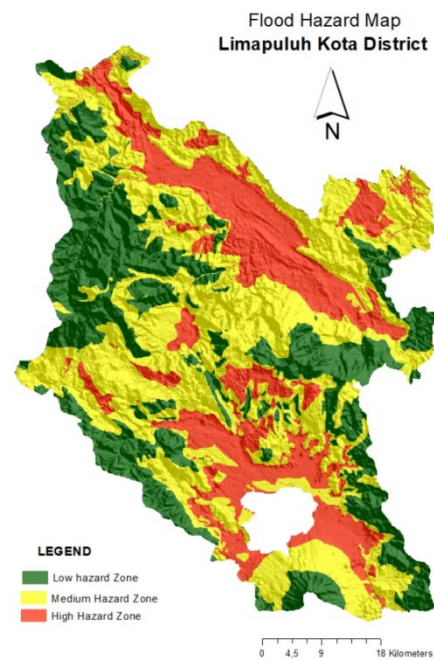 Flood Hazard Map
Limapuluh Kota District
N
LEGEND
Low hazard Zone
Medium Hazard Zone
High Hazard Zone
0 4,5 9 18 Kilometers